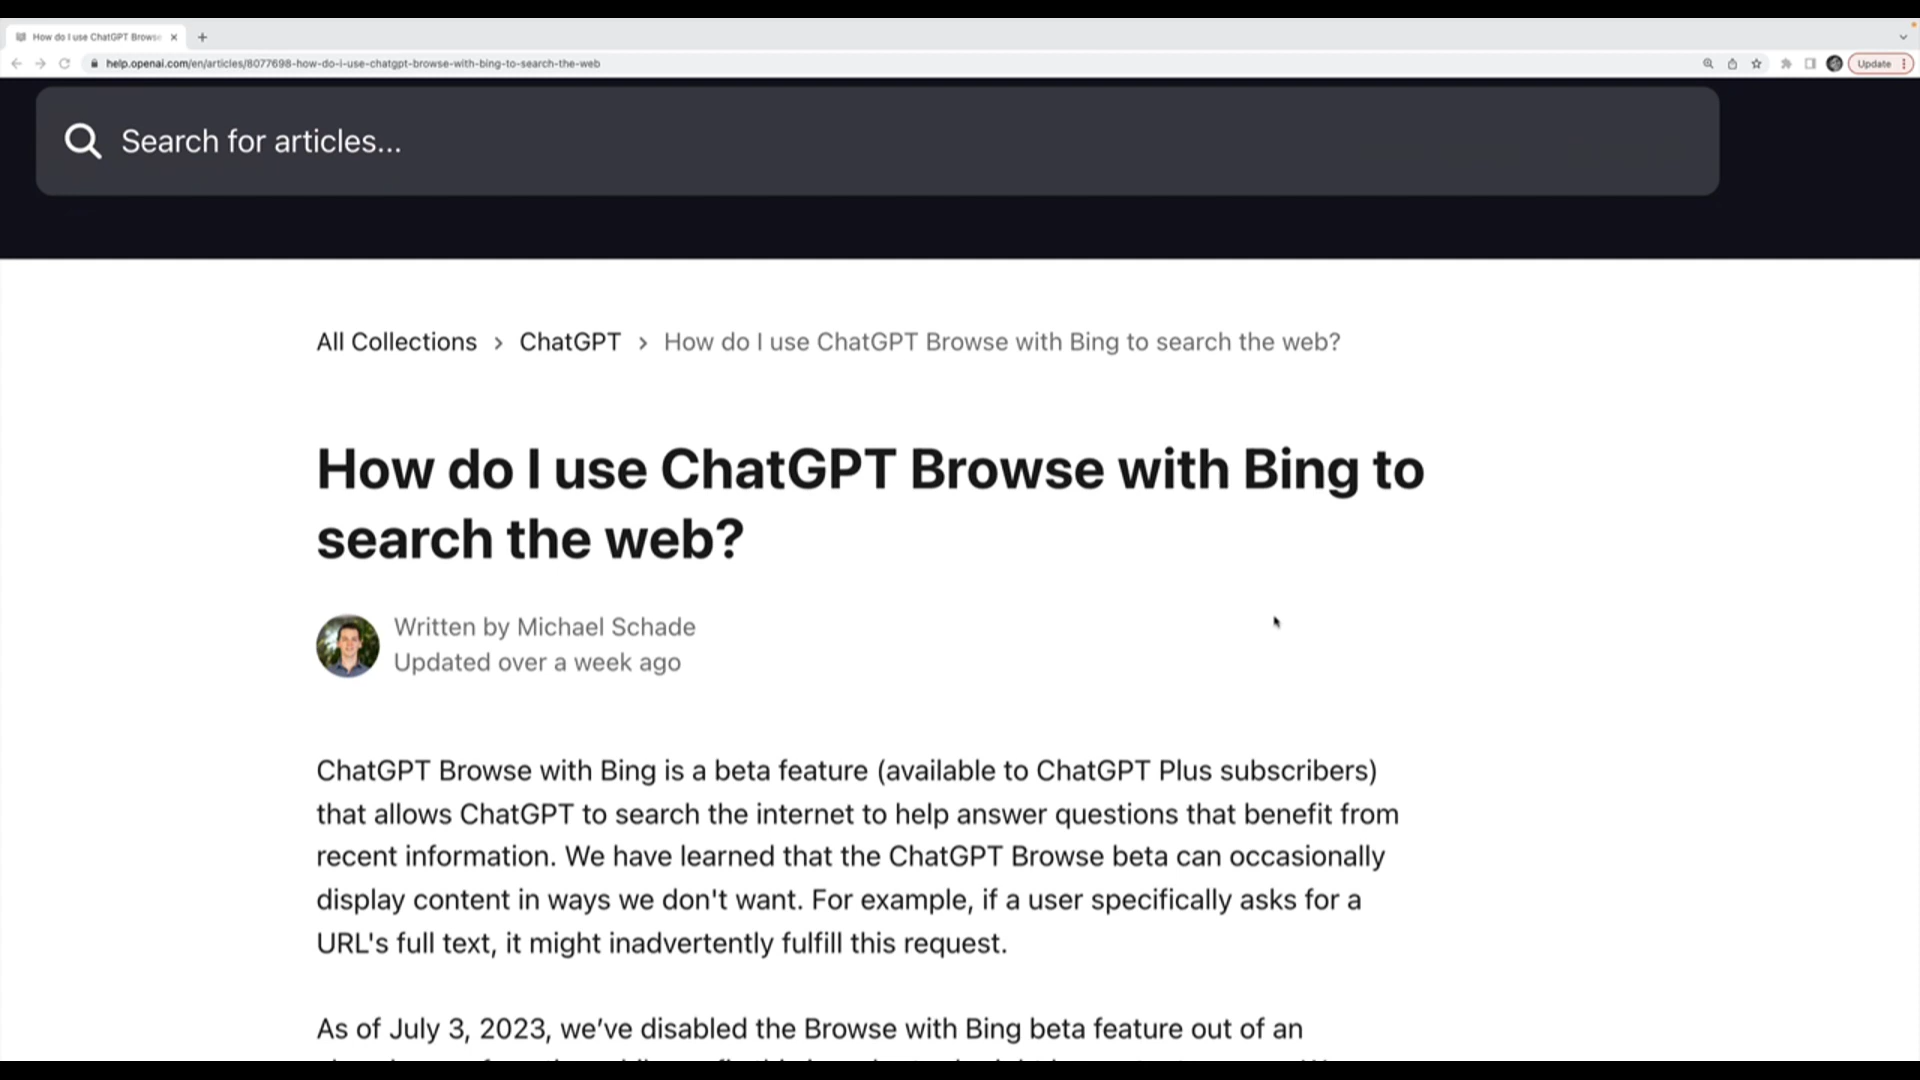 How do I use ChatGPT Browse
help.openai.com/en/articles/8077698-how-do-i-use-chatgpt-browse-with-bing-to-search-the-web
Update
Search for articles...
All Collections > ChatGPT > How do I use ChatGPT Browse with Bing to search the web?
How do I use ChatGPT Browse with Bing to
search the web?
Written by Michael Schade
Updated over a week ago
ChatGPT Browse with Bing is a beta feature (available to ChatGPT Plus subscribers)
that allows ChatGPT to search the internet to help answer questions that benefit from
recent information. We have learned that the ChatGPT Browse beta can occasionally
display content in ways we don't want. For example, if a user specifically asks for a
URL's full text, it might inadvertently fulfill this request.
As of July 3, 2023, we’ve disabled the Browse with Bing beta feature out of an